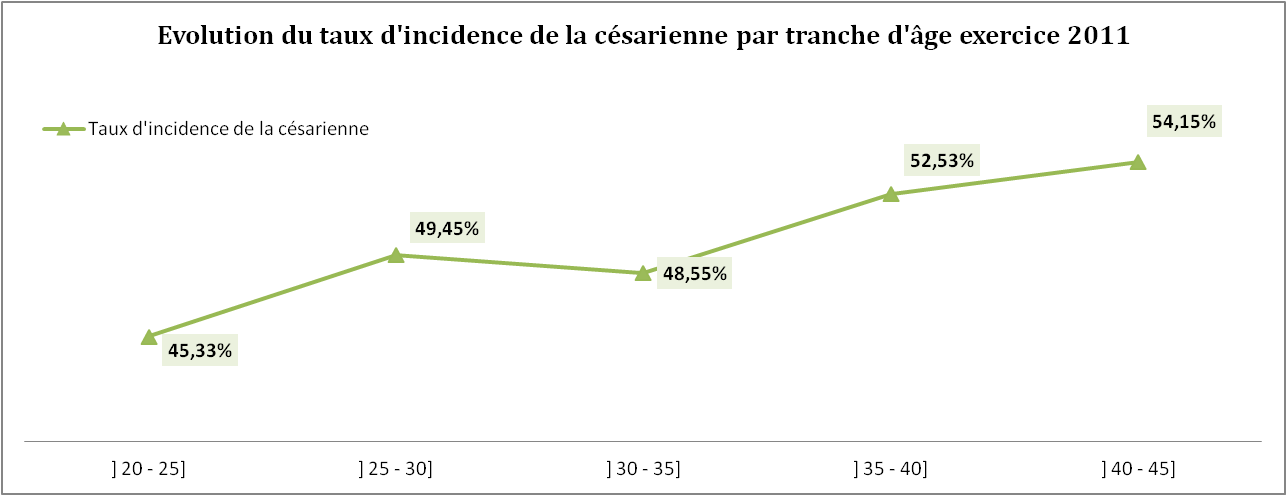 Evolution du taux d'incidence de la césarienne par tranche d'âge exercice 2011
Taux d'incidence de la césarienne
54,15%
52,53%
49,45%
48,55%
45,33%
] 20 - 25] ] 25 - 30] ] 30 - 35] ] 35 - 40] ] 40 - 45]